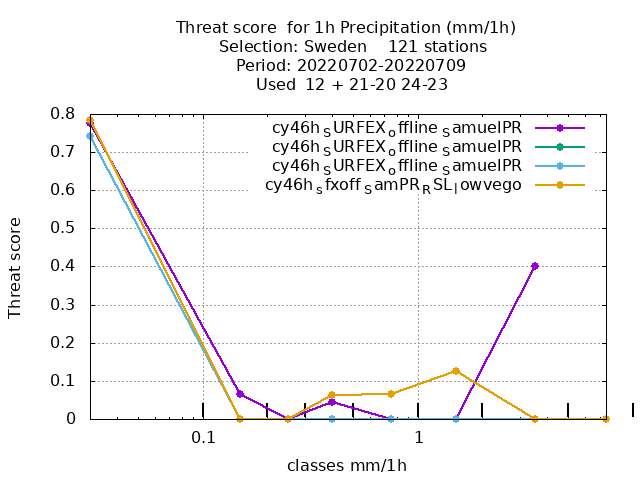 Threat score  for 1h Precipitation (mm/1h)
Selection: Sweden    121 stations
Period: 20220702-20220709
Used  12 + 21-20 24-23
cy46h_SURFEX_offline_SamuelPR
cy46h_SURFEX_offline_SamuelPR
cy46h_SURFEX_offline_SamuelPR
cy46h_sfxoff_SamPR_RSL_lowvego
0.8
0.7
0.6
0.5
0.4
0.3
0.2
0.1
0
Threat score
0.1 1
classes mm/1h